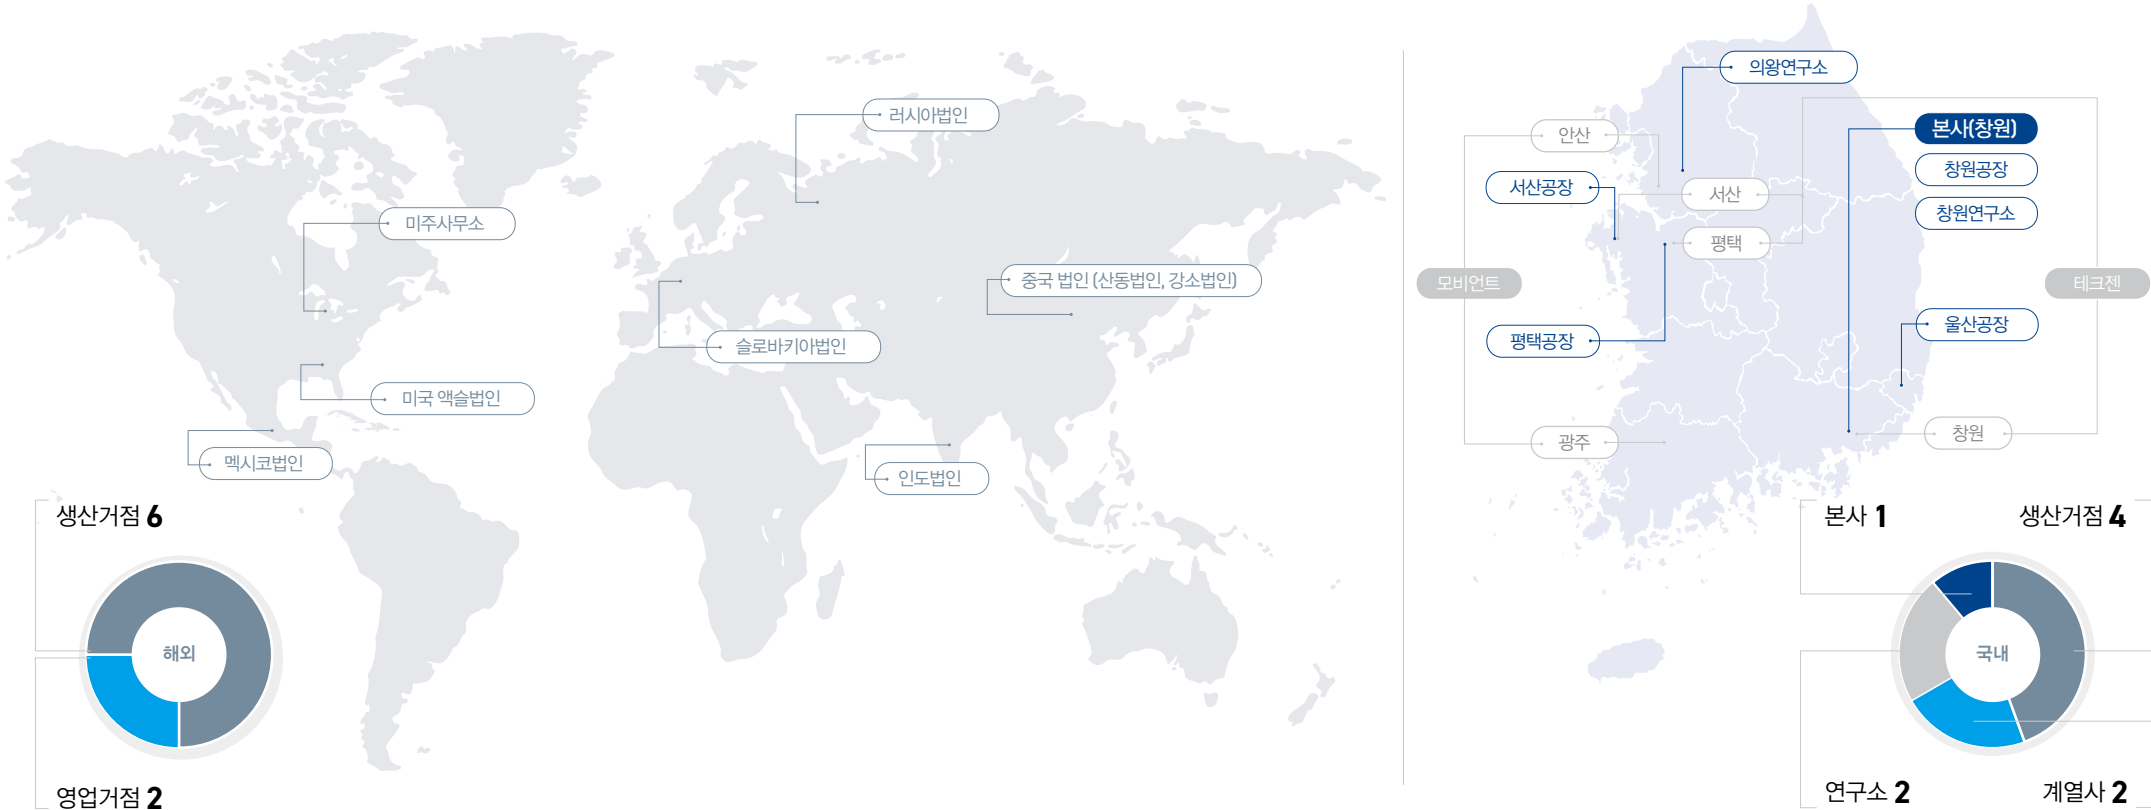 러시아법인
미주사무소
중국 법인 (산동법인, 강소법인)
슬로바키아법인
미국 액슬법인
멕시코법인
인도법인
생산거점 6
해외
영업거점 2
의왕연구소
안산
본사(창원)
창원공장
서산공장
서산
창원연구소
평택
모비언트
테크젠
울산공장
평택공장
광주
창원
본사 1
생산거점 4
국내
연구소 2
계열사 2